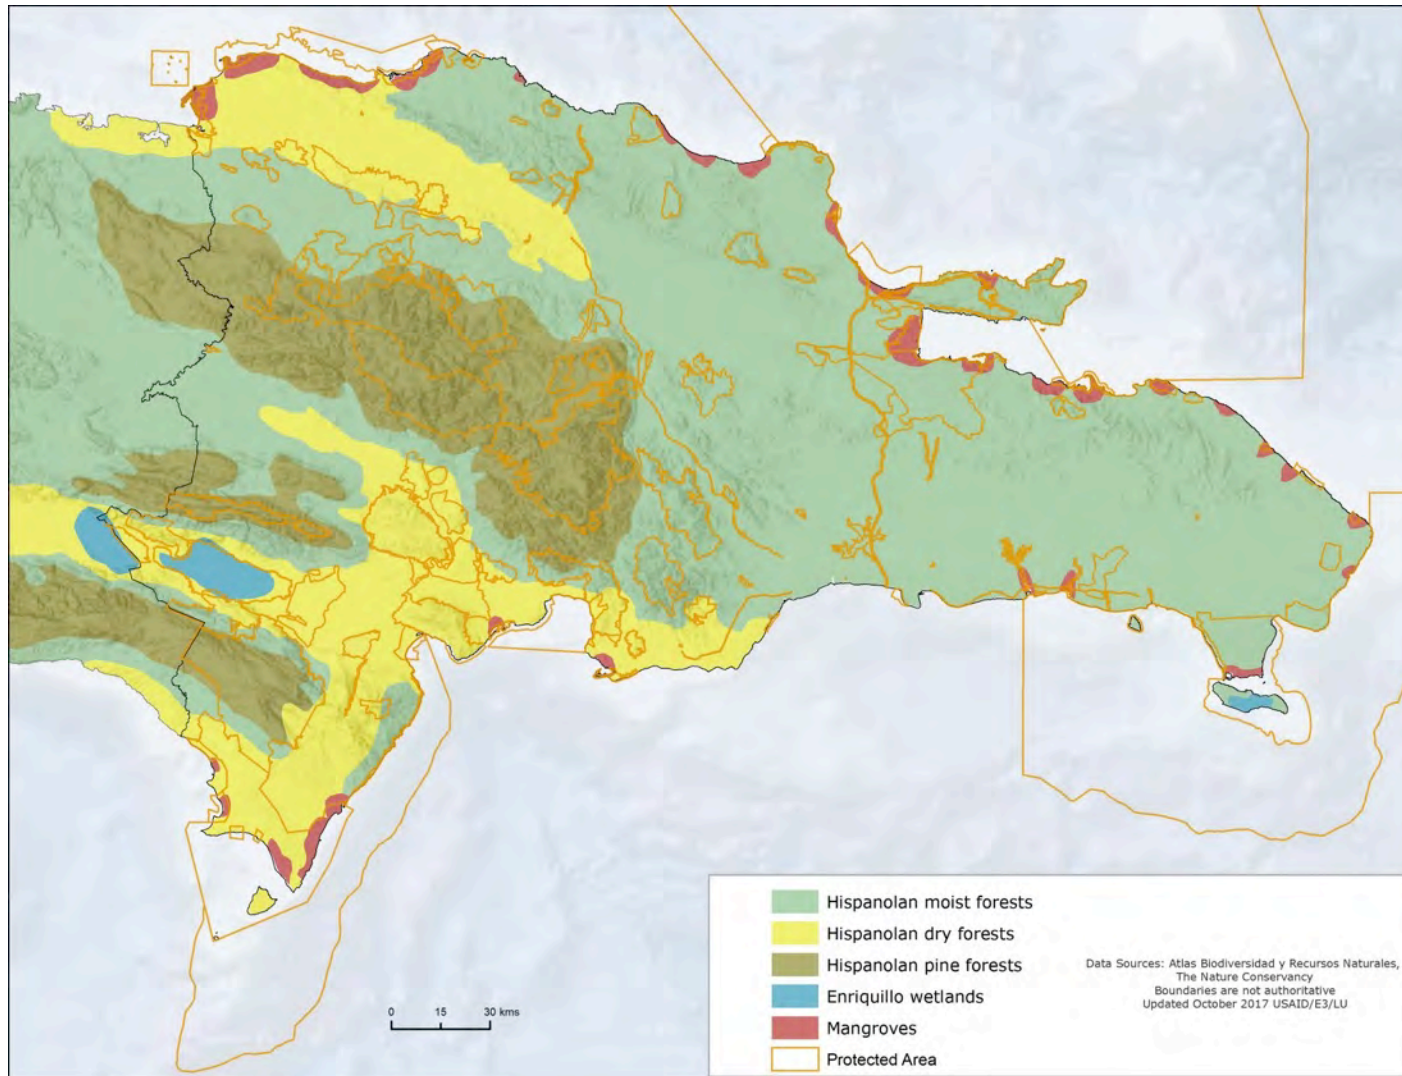 Hispanolan moist forests
Hispanolan dry forests
Hispanolan pine forests
Enriquillo wetlands
Mangroves
Protected Area
Data Sources: Atlas Biodiversidad y Recursos Naturales,
The Nature Conservancy
Boundaries are not authoritative
Updated October 2017 USAID/E3/LU
0 15 30 kms